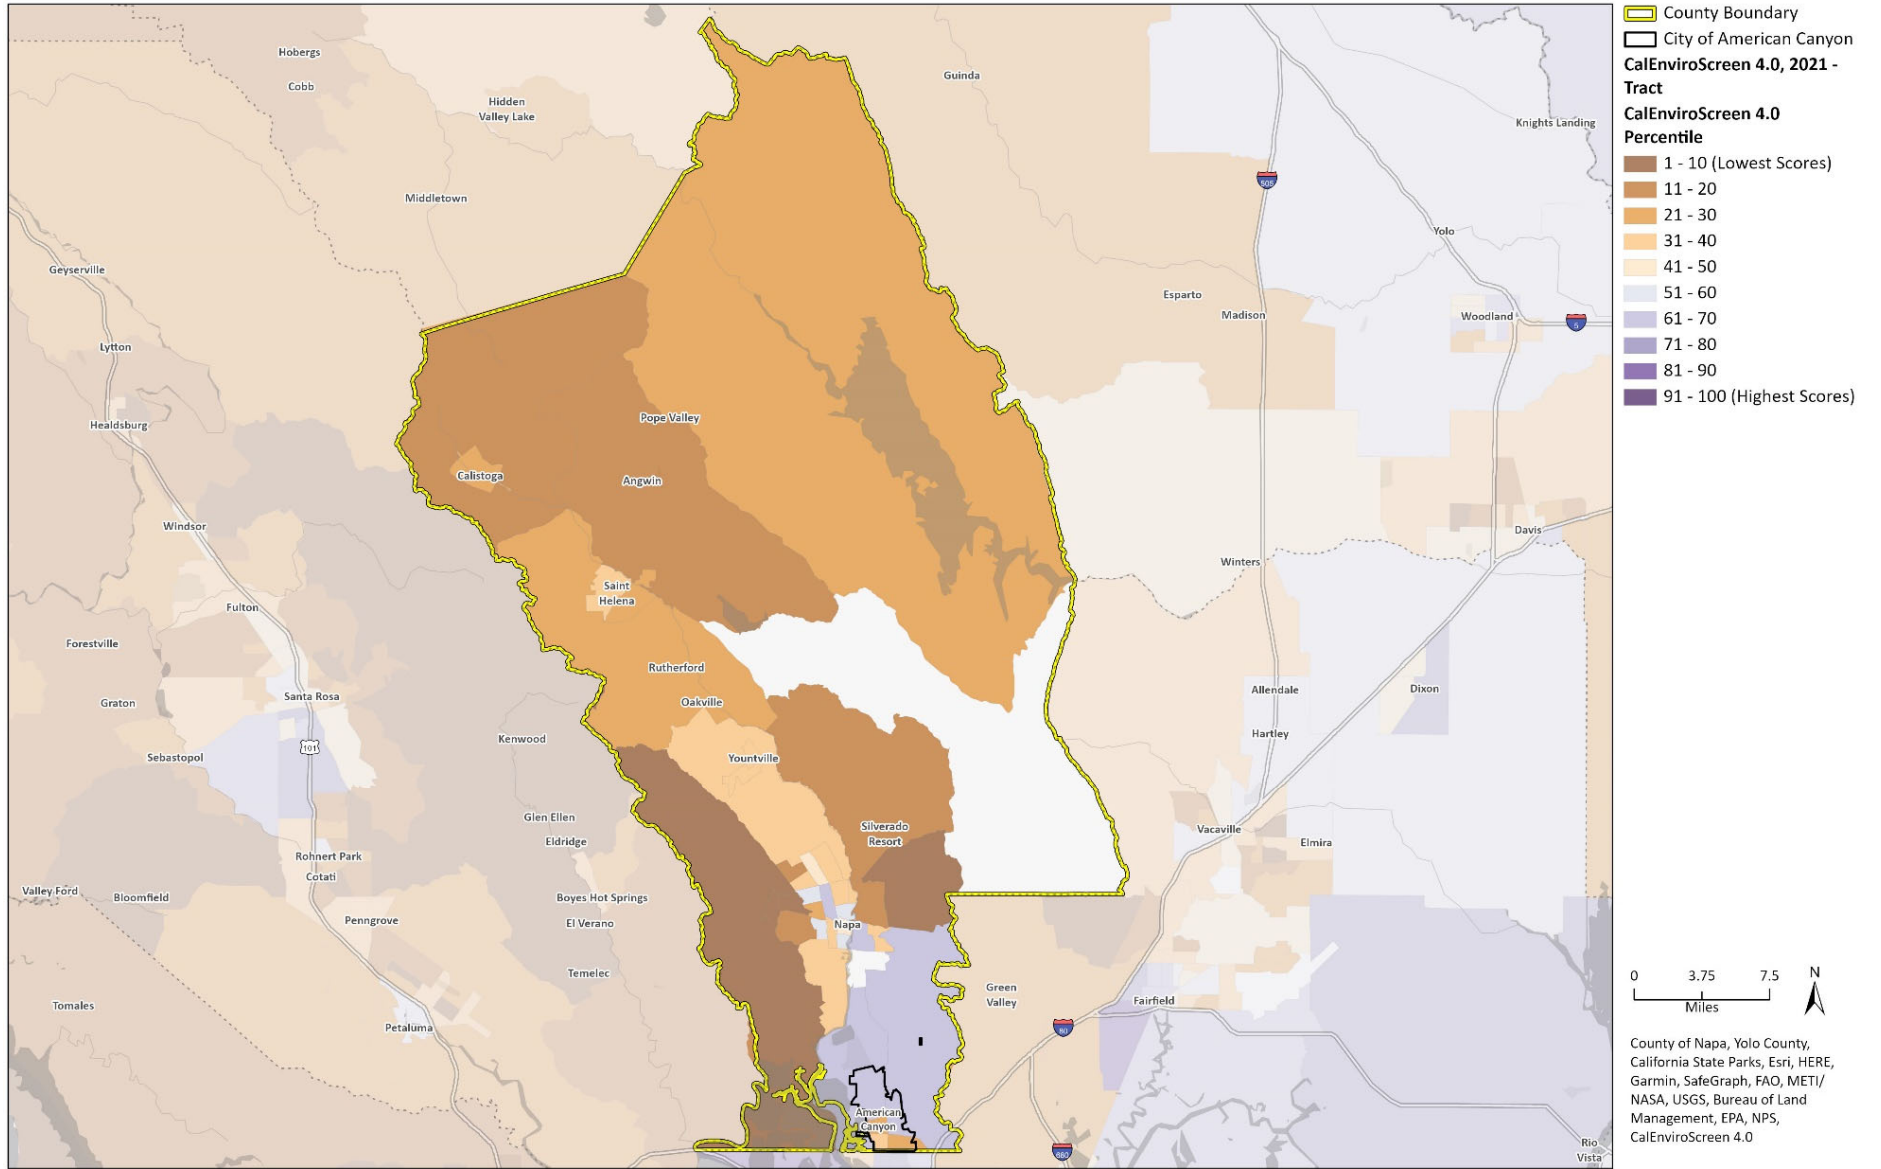 Hobergs
Cobb
Hidden
Valley Lake
Guinda
Knights Landing
505
Middletown
Yolo
Geyserville
Esparto
Madison
Woodland
5
Lytton
Healdsburg
Pope Valley
Calistoga
Angwin
Windsor
Davis
Winters
Saint
Helena
Fulton
Forestville
Rutherford
Santa Rosa
Graton
Oakville
Allendale
Dixon
101
Kenwood
Hartley
Sebastopol
Yountville
Glen Ellen
Eldridge
Silverado
Resort
Vacaville
Elmira
Rohnert Park
Cotati
Valley Ford
Bloomfield
Boyes Hot Springs
Penngrove
El Verano
Napa
Temelec
Green
Valley
Fairfield
Tomales
Petaluma
80
American
Canyon
680
Rio
Vista
County Boundary
City of American Canyon
CalEnviroScreen 4.0, 2021 -
Tract
CalEnviroScreen 4.0
Percentile
1 - 10 (Lowest Scores)
11 - 20
21 - 30
31 - 40
41 - 50
51 - 60
61 - 70
71 - 80
81 - 90
91 - 100 (Highest Scores)
0 3.75 7.5
Miles
N
County of Napa, Yolo County,
California State Parks, Esri, HERE,
Garmin, SafeGraph, FAO, METI/
NASA, USGS, Bureau of Land
Management, EPA, NPS,
CalEnviroScreen 4.0